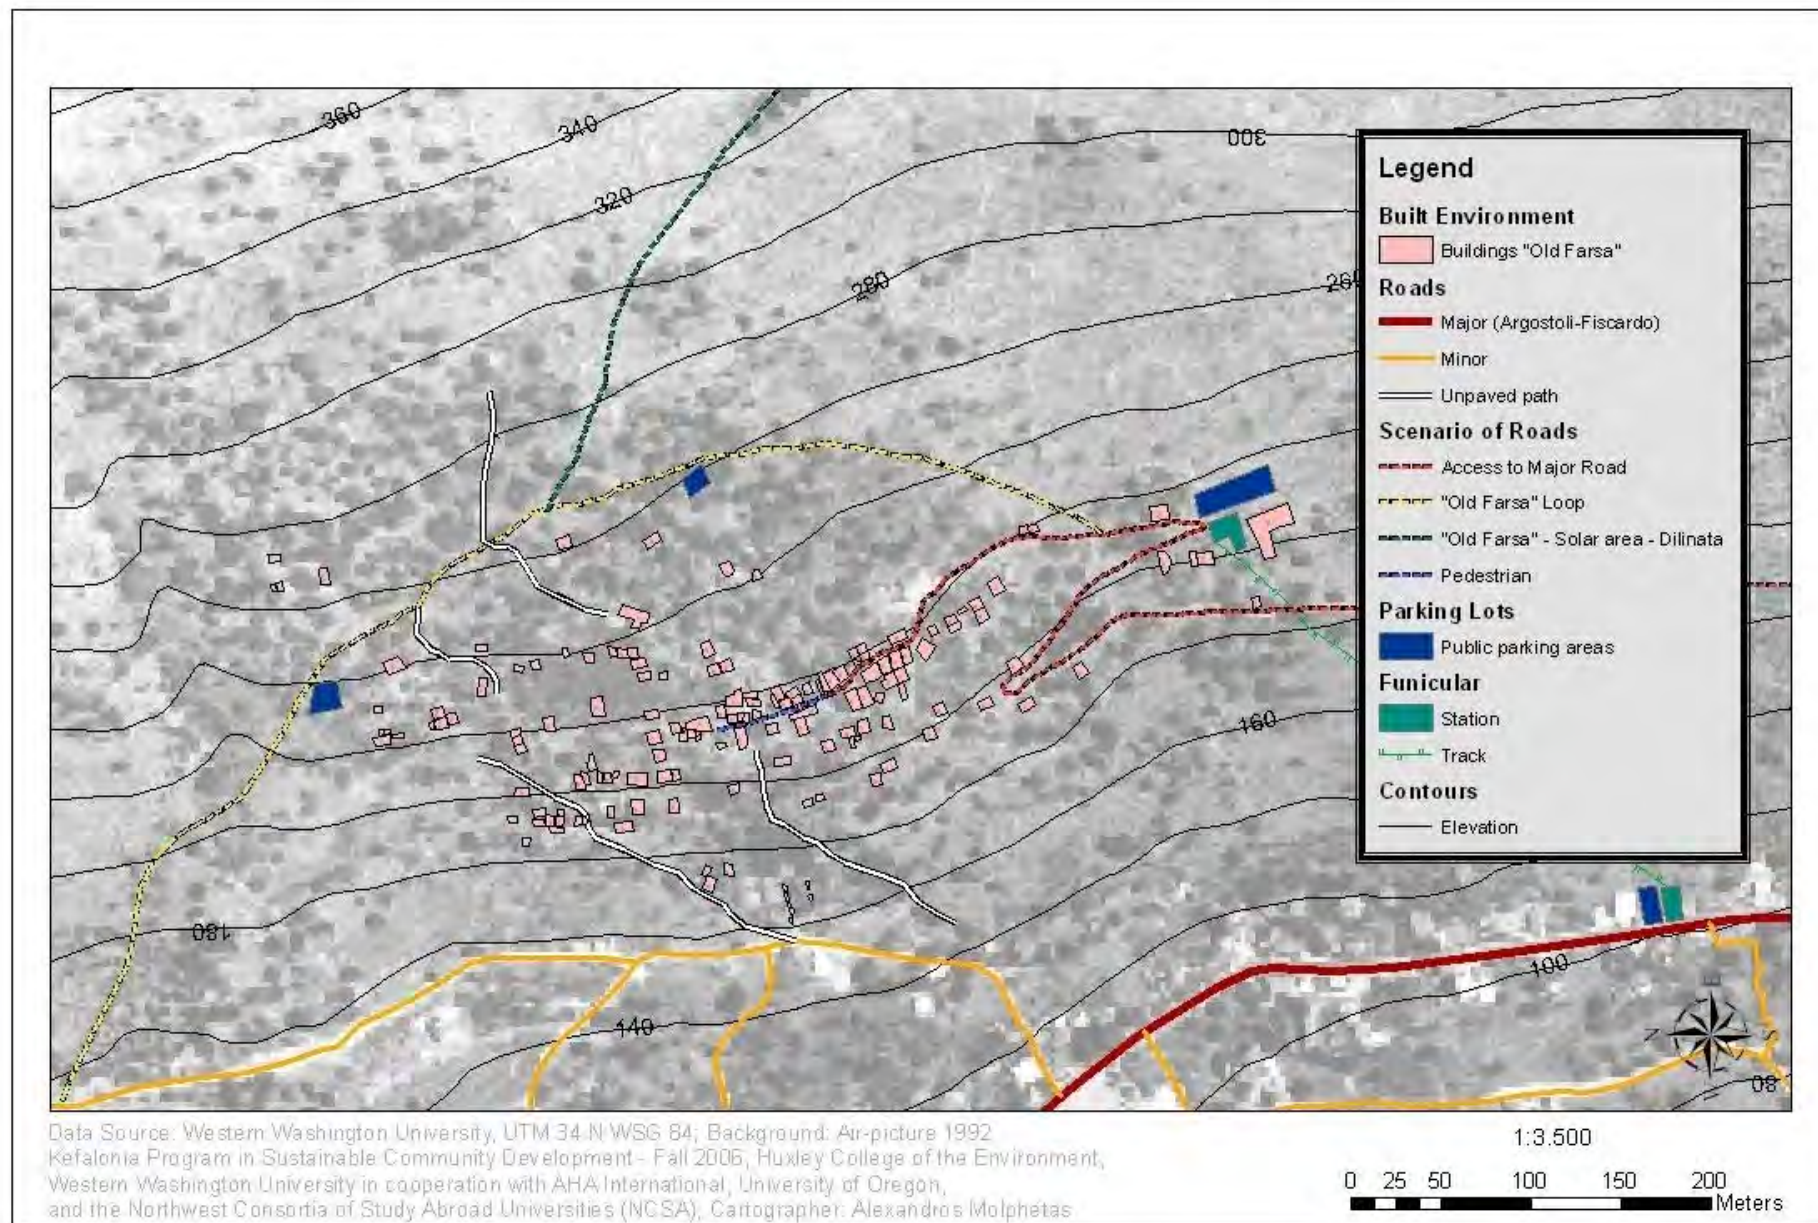 360
340
320
300
280
260
160
180
140
100
80
Legend
Built Environment
Buildings "Old Farsa"
Roads
Major (Argostoli-Fiscardo)
Minor
Unpaved path
Scenario of Roads
Access to Major Road
"Old Farsa" Loop
"Old Farsa" - Solar area - Dilinata
Pedestrian
Parking Lots
Public parking areas
Funicular
Station
Track
Contours
Elevation
E
N
Data Source: Western Washington University, UTM 34 N WSG 84; Background: Air-picture 1992
Kefalonia Program in Sustainable Community Development - Fall 2006, Huxley College of the Environment,
Western Washington University in cooperation with AHA International, University of Oregon,
and the Northwest Consortia of Study Abroad Universities (NCSA), Cartographer: Alexandros Molphetas
1:3.500
0 25 50 100 150 200
Meters